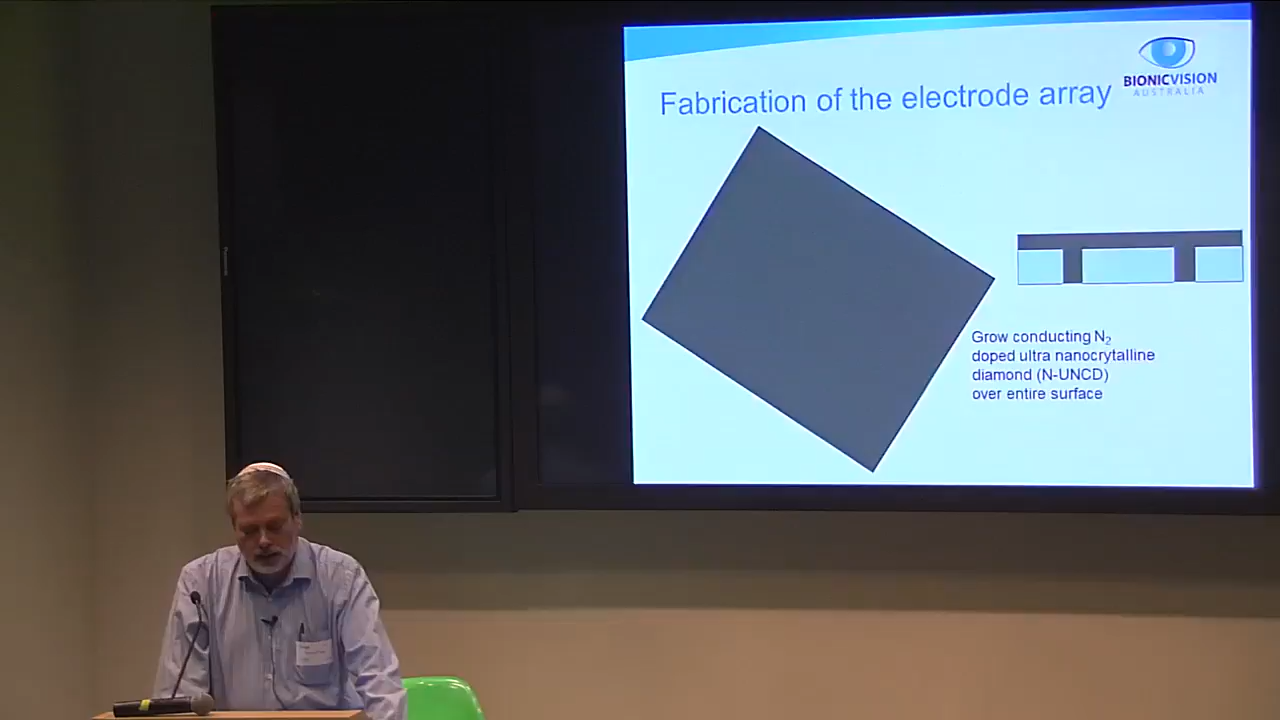 BIONICVISION
AUSTRALIA
Fabrication of the electrode array
Grow conducting N₂
doped ultra nanocrytalline
diamond (N-UNCD)
over entire surface